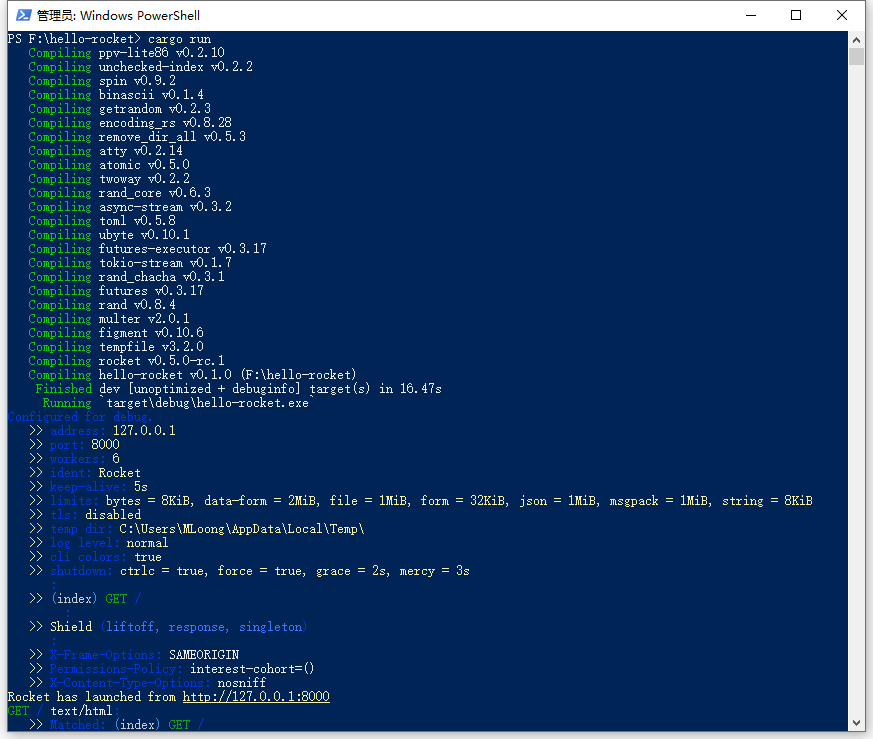 管理员: Windows PowerShell
PS F:\hello-rocket> cargo run
Compiling ppv-lite86 v0.2.10
Compiling unchecked-index v0.2.2
Compiling spin v0.9.2
Compiling binascii v0.1.4
Compiling getrandom v0.2.3
Compiling encoding_rs v0.8.28
Compiling remove_dir_all v0.5.3
Compiling atty v0.2.14
Compiling atomic v0.5.0
Compiling twoway v0.2.2
Compiling rand_core v0.6.3
Compiling async-stream v0.3.2
Compiling toml v0.5.8
Compiling ubyte v0.10.1
Compiling futures-executor v0.3.17
Compiling tokio-stream v0.1.7
Compiling rand_chacha v0.3.1
Compiling futures v0.3.17
Compiling rand v0.8.4
Compiling multer v2.0.1
Compiling figment v0.10.6
Compiling tempfile v3.2.0
Compiling rocket v0.5.0-rc.1
Compiling hello-rocket v0.1.0 (F:\hello-rocket)
Finished dev [unoptimized + debuginfo] target(s) in 16.47s
Running `target\debug\hello-rocket.exe`
Configured for debug.
>> address: 127.0.0.1
>> port: 8000
>> workers: 6
>> ident: Rocket
>> keep-alive: 5s
>> limits: bytes = 8KiB, data-form = 2MiB, file = 1MiB, form = 32KiB, json = 1MiB, msgpack = 1MiB, string = 8KiB
>> tls: disabled
>> temp dir: C:\Users\MLoong\AppData\Local\Temp\
>> log level: normal
>> cli colors: true
>> shutdown: ctrlc = true, force = true, grace = 2s, mercy = 3s
:
>> (index) GET /
:
>> Shield (liftoff, response, singleton)
:
>> X-Frame-Options: SAMEORIGIN
>> Permissions-Policy: interest-cohort=()
>> X-Content-Type-Options: nosniff
Rocket has launched from http://127.0.0.1:8000
GET / text/html:
>> Matched: (index) GET /